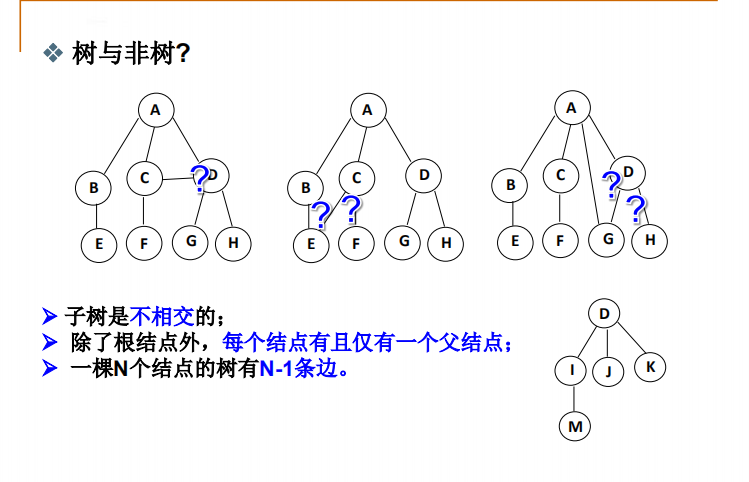 ❖ 树与非树?
A A A
B C ? D B C D B C ? D
? ? ?
E F G H E F G H E F G H
➢ 子树是不相交的；
➢ 除了根结点外，每个结点有且仅有一个父结点；
➢ 一棵N个结点的树有N-1条边。
D
I J K
M